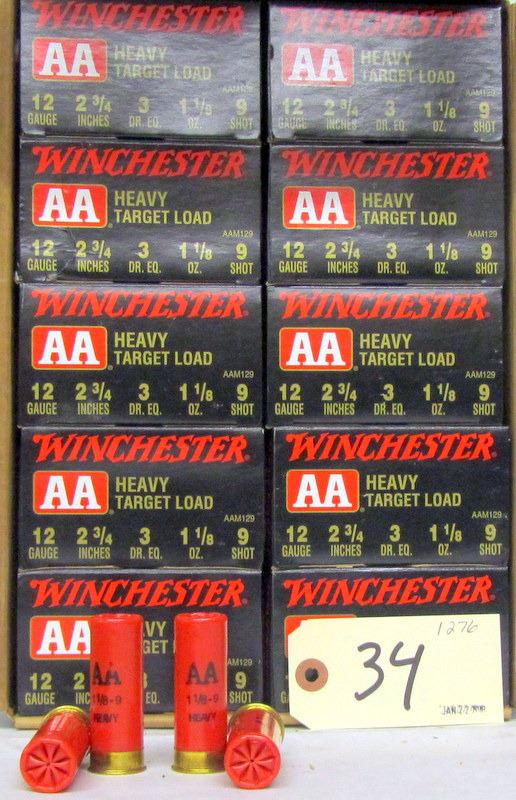 WINCHESTER
AA HEAVY
TARGET LOAD
AAM129
12 2 3/4 3 1 1/8 9
GAUGE INCHES DR. EQ. OZ. SHOT
WINCHESTER
AA HEAVY
TARGET LOAD
AAM129
12 2 3/4 3 1 1/8 9
GAUGE INCHES DR. EQ. OZ. SHOT
WINCHESTER
AA HEAVY
TARGET LOAD
AAM129
12 2 3/4 3 1 1/8 9
GAUGE INCHES DR. EQ. OZ. SHOT
WINCHESTER
AA HEAVY
TARGET LOAD
AAM129
12 2 3/4 3 1 1/8 9
GAUGE INCHES DR. EQ. OZ. SHOT
WINCHESTER
AA HEAVY
TARGET LOAD
AAM129
12 2 3/4 3 1 1/8 9
GAUGE INCHES DR. EQ. OZ. SHOT
WINCHESTER
AA HEAVY
TARGET LOAD
AAM129
12 2 3/4 3 1 1/8 9
GAUGE INCHES DR. EQ. OZ. SHOT
WINCHESTER
AA HEAVY
TARGET LOAD
AAM129
12 2 3/4 3 1 1/8 9
GAUGE INCHES DR. EQ. OZ. SHOT
WINCHESTER
AA HEAVY
TARGET LOAD
AAM129
12 2 3/4 3 1 1/8 9
GAUGE INCHES DR. EQ. OZ. SHOT
WINCHESTER
12 2 9
GAUGE INC SHOT
WINCHESTER
AA
1 1/8-9
HEAVY
AA
1 1/8-9
HEAVY
1276
34